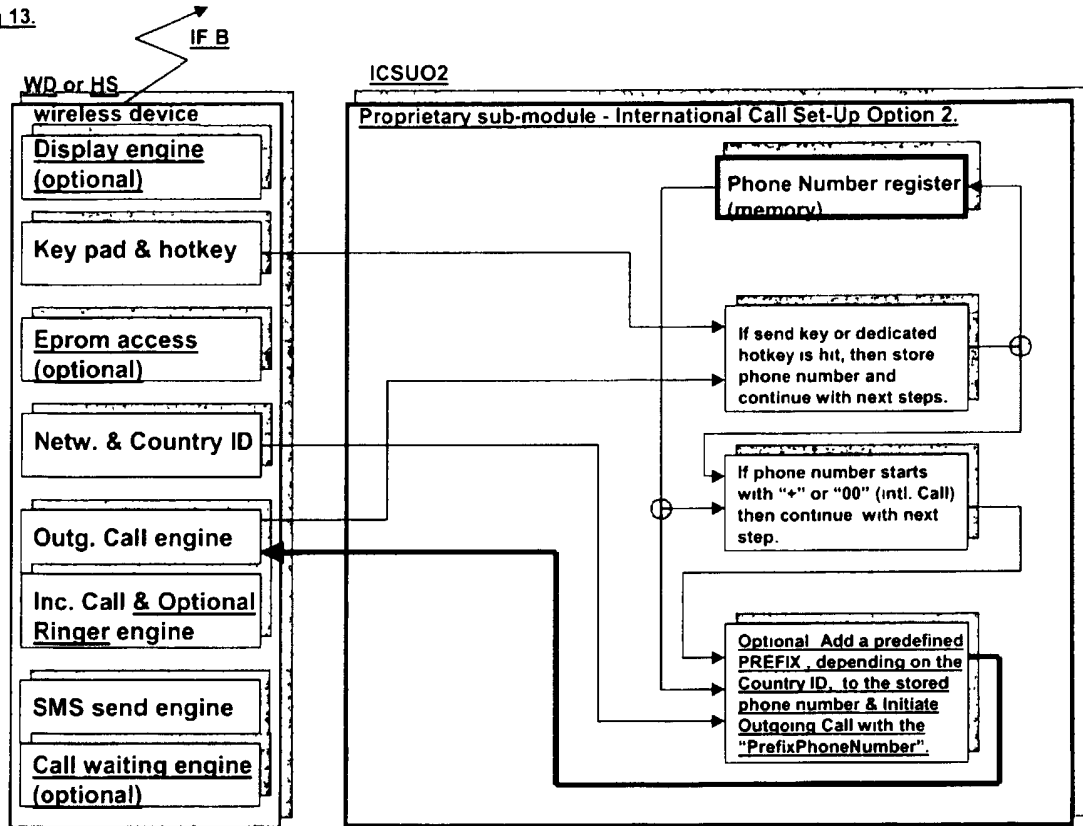 13.
IF B
WD or HS
wireless device
Display engine
(optional)
Key pad & hotkey
Eprom access
(optional)
Netw. & Country ID
Outg. Call engine
Inc. Call & Optional
Ringer engine
SMS send engine
Call waiting engine
(optional)
ICSUO2
Proprietary sub-module - International Call Set-Up Option 2.
Phone Number register
(memory)
If send key or dedicated
hotkey is hit, then store
phone number and
continue with next steps.
If phone number starts
with “+” or “00” (intl. Call)
then continue with next
step.
Optional Add a predefined
PREFIX , depending on the
Country ID, to the stored
phone number & Initiate
Outgoing Call with the
“PrefixPhoneNumber”.